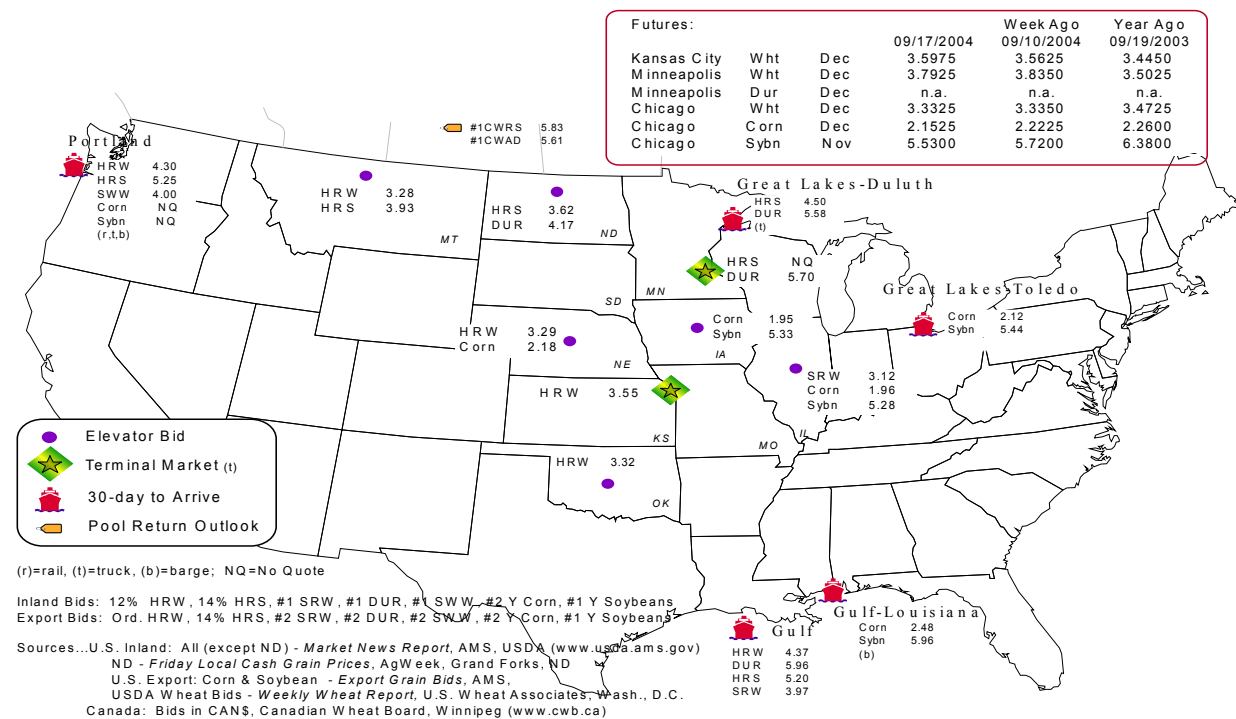 Futures: Week Ago Year Ago
09/17/2004 09/10/2004 09/19/2003
Kansas City Wht Dec 3.5975 3.5625 3.4450
Minneapolis Wht Dec 3.7925 3.8350 3.5025
Minneapolis Dur Dec n.a. n.a. n.a.
Chicago Wht Dec 3.3325 3.3350 3.4725
Chicago Corn Dec 2.1525 2.2225 2.2600
Chicago Sybn Nov 5.5300 5.7200 6.3800
#1CWRS 5.83
#1CWAD 5.61
Portland
HRW 4.30
HRS 5.25
SWW 4.00
Corn NQ
Sybn NQ
(r,t,b)
HRW 3.28
HRS 3.93
MT
HRS 3.62
DUR 4.17
ND
Great Lakes-Duluth
HRS 4.50
DUR 5.58
(t)
HRS NQ
DUR 5.70
MN
SD
Great Lakes-Toledo
Corn 2.12
Sybn 5.44
HRW 3.29
Corn 2.18
NE
Corn 1.95
Sybn 5.33
IA
SRW 3.12
Corn 1.96
Sybn 5.28
IL
HRW 3.55
KS
MO
HRW 3.32
OK
Elevator Bid
Terminal Market (t)
30-day to Arrive
Pool Return Outlook
Gulf-Louisiana
Corn 2.48
Sybn 5.96
(b)
Gulf
HRW 4.37
DUR 5.96
HRS 5.20
SRW 3.97
(r)=rail, (t)=truck, (b)=barge; NQ=No Quote
Inland Bids: 12% HRW, 14% HRS, #1 SRW, #1 DUR, #1 SWW, #2 Y Corn, #1 Y Soybeans
Export Bids: Ord. HRW, 14% HRS, #2 SRW, #2 DUR, #2 SWW, #2 Y Corn, #1 Y Soybeans
Sources...U.S. Inland: All (except ND) - Market News Report, AMS, USDA (www.usda.ams.gov)
ND - Friday Local Cash Grain Prices, AgWeek, Grand Forks, ND
U.S. Export: Corn & Soybean - Export Grain Bids, AMS,
USDA Wheat Bids - Weekly Wheat Report, U.S. Wheat Associates, Wash., D.C.
Canada: Bids in CAN$, Canadian Wheat Board, Winnipeg (www.cwb.ca)